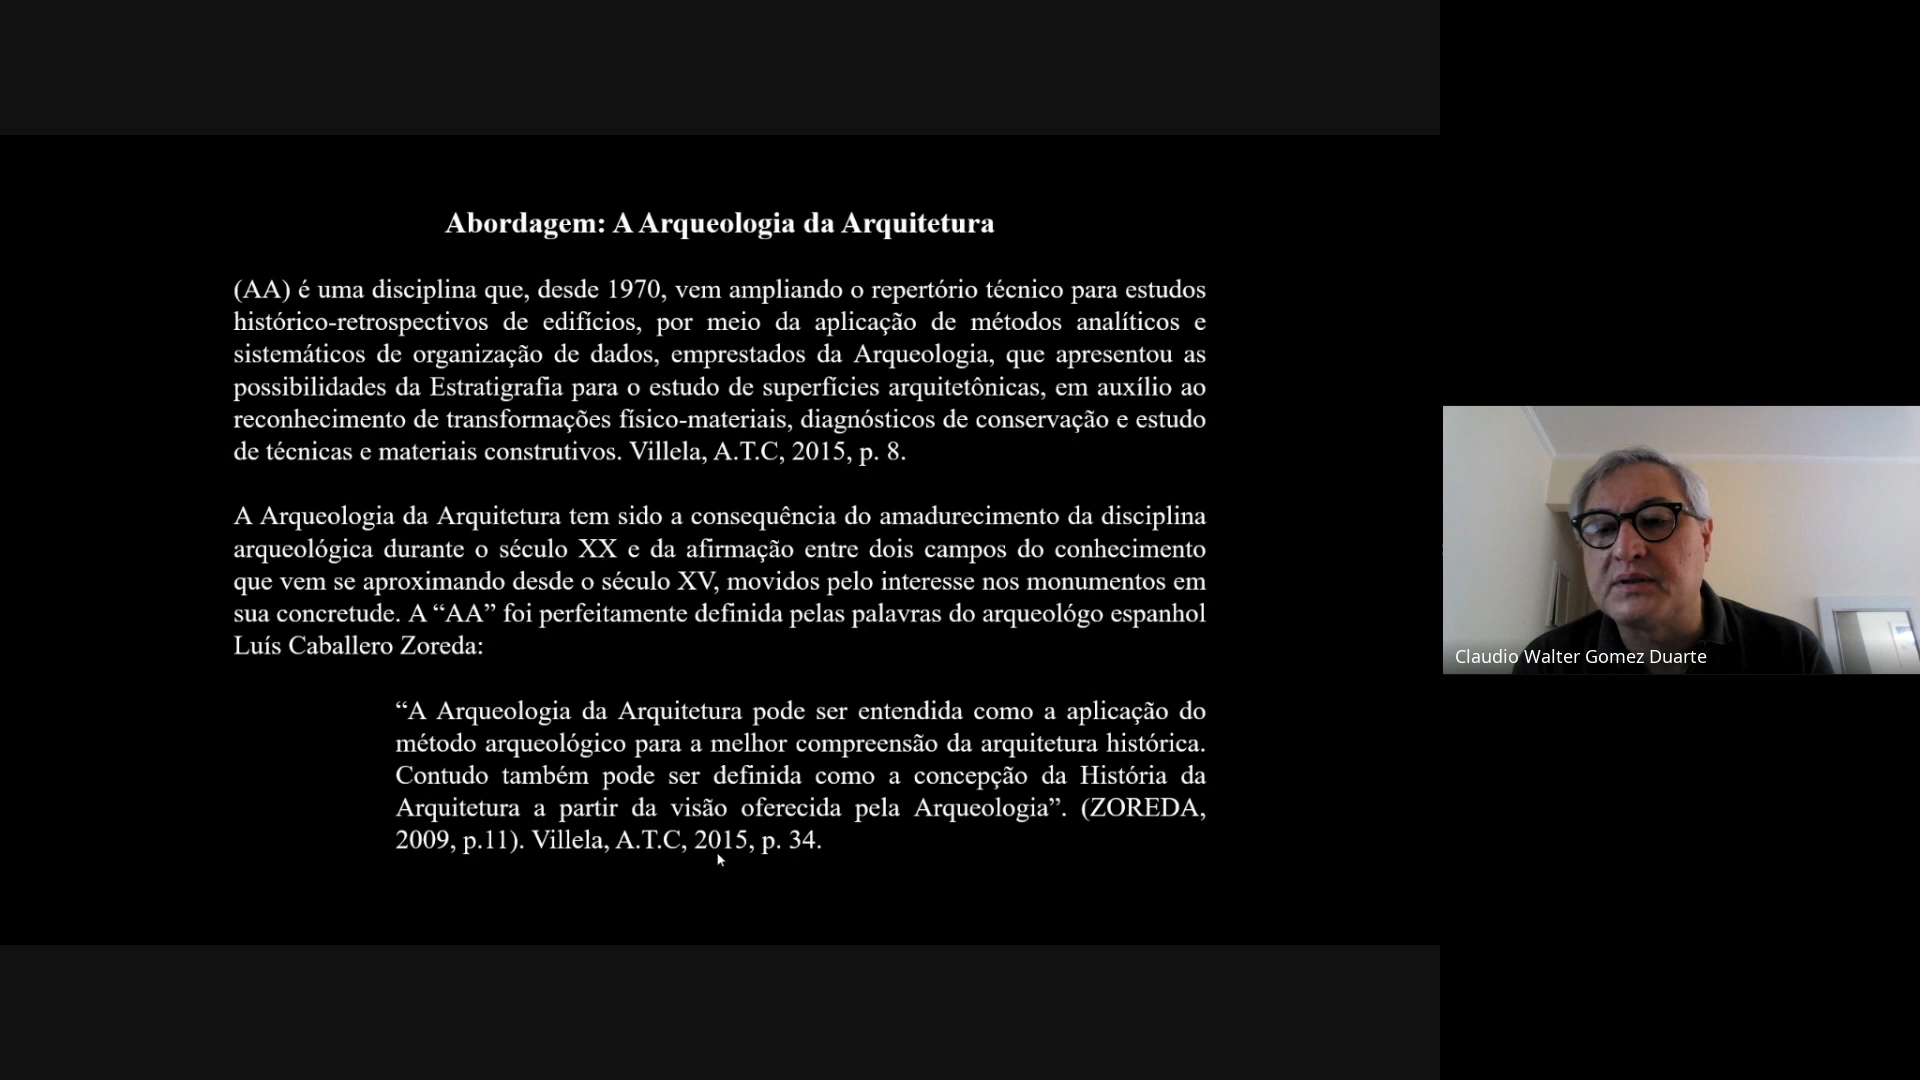 Abordagem: A Arqueologia da Arquitetura
(AA) é uma disciplina que, desde 1970, vem ampliando o repertório técnico para estudos
histórico-retrospectivos de edifícios, por meio da aplicação de métodos analíticos e
sistemáticos de organização de dados, emprestados da Arqueologia, que apresentou as
possibilidades da Estratigrafia para o estudo de superfícies arquitetônicas, em auxílio ao
reconhecimento de transformações físico-materiais, diagnósticos de conservação e estudo
de técnicas e materiais construtivos. Villela, A.T.C, 2015, p. 8.
A Arqueologia da Arquitetura tem sido a consequência do amadurecimento da disciplina
arqueológica durante o século XX e da afirmação entre dois campos do conhecimento
que vem se aproximando desde o século XV, movidos pelo interesse nos monumentos em
sua concretude. A “AA” foi perfeitamente definida pelas palavras do arqueológo espanhol
Luís Caballero Zoreda:
“A Arqueologia da Arquitetura pode ser entendida como a aplicação do
método arqueológico para a melhor compreensão da arquitetura histórica.
Contudo também pode ser definida como a concepção da História da
Arquitetura a partir da visão oferecida pela Arqueologia”. (ZOREDA,
2009, p.11). Villela, A.T.C, 2015, p. 34.
Claudio Walter Gomez Duarte